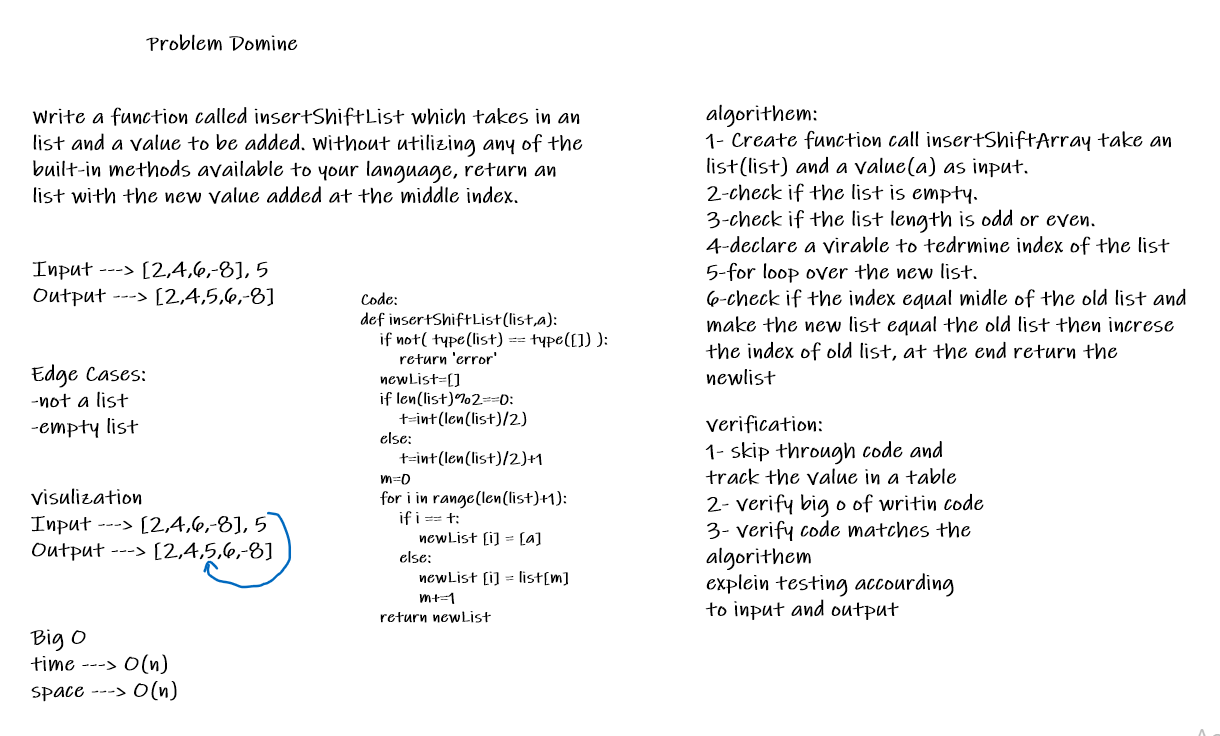 Problem Domine
Write a function called insertShiftList which takes in an
list and a value to be added. Without utilizing any of the
built-in methods available to your language, return an
list with the new value added at the middle index.
Input ---> [2,4,6,-8], 5
Output ---> [2,4,5,6,-8]
Edge Cases:
-not a list
-empty list
visulization
Input ---> [2,4,6,-8], 5
Output ---> [2,4,5,6,-8]
Big O
time ---> O(n)
space ---> O(n)
Code:
def insertShiftList(list,a):
if not( type(list) == type([]) ):
return 'error'
newList=[]
if len(list)%2==0:
t=int(len(list)/2)
else:
t=int(len(list)/2)+1
m=0
for i in range(len(list)+1):
if i == t:
newList [i] = [a]
else:
newList [i] = list[m]
m+=1
return newList
algorithem:
1- Create function call insertShiftArray take an
list(list) and a value(a) as input.
2-check if the list is empty.
3-check if the list length is odd or even.
4-declare a virable to tedrmine index of the list
5-for loop over the new list.
6-check if the index equal midle of the old list and
make the new list equal the old list then increse
the index of old list, at the end return the
newlist
verification:
1- skip through code and
track the value in a table
2- verify big o of writin code
3- verify code matches the
algorithem
explein testing accourding
to input and output